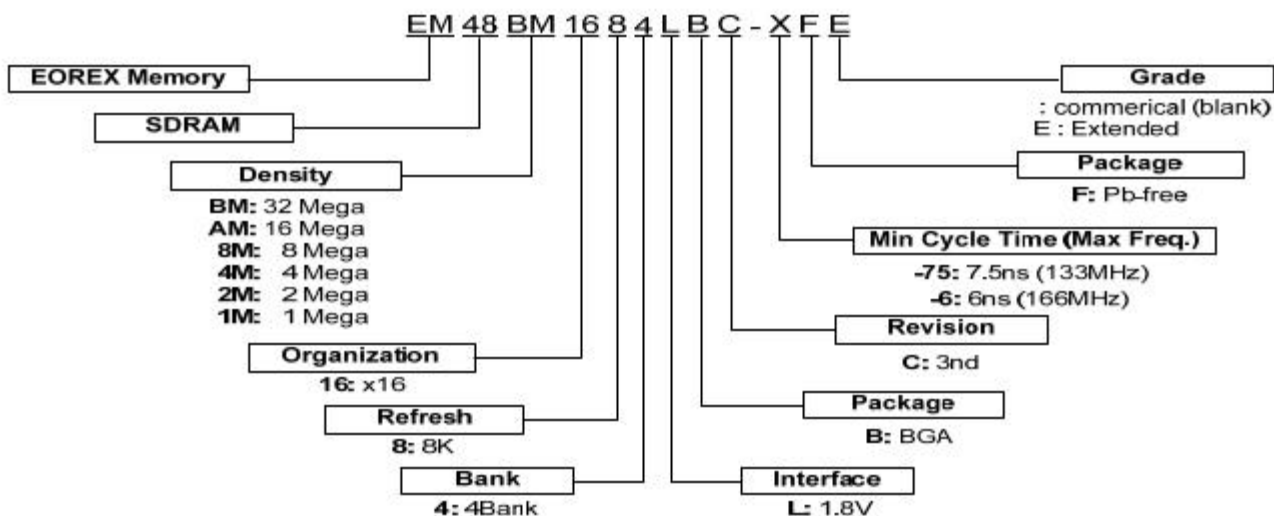 EM 48 BM 16 8 4 L B C - X F E
EOREX Memory
SDRAM
Density
BM: 32 Mega
AM: 16 Mega
8M: 8 Mega
4M: 4 Mega
2M: 2 Mega
1M: 1 Mega
Organization
16: x16
Refresh
8: 8K
Bank
4: 4Bank
Grade
: commerical (blank)
E : Extended
Package
F: Pb-free
Min Cycle Time (Max Freq.)
-75: 7.5ns (133MHz)
-6: 6ns (166MHz)
Revision
C: 3nd
Package
B: BGA
Interface
L: 1.8V